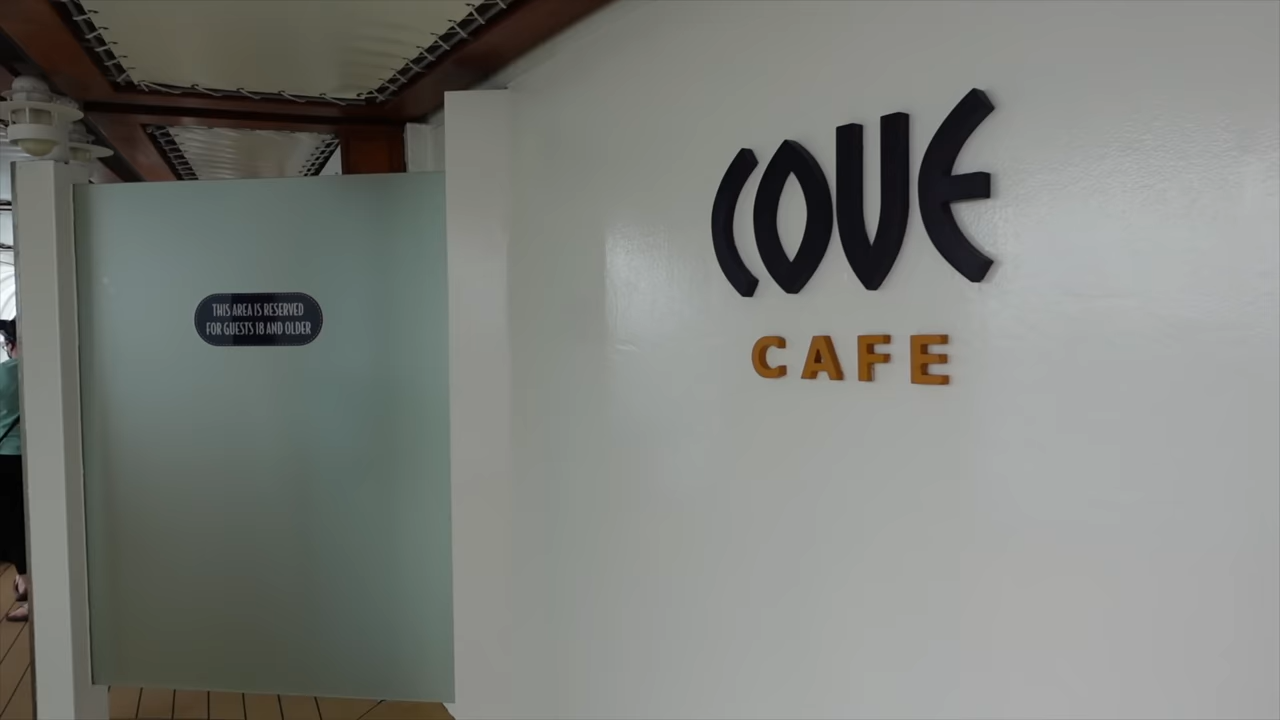 THIS AREA IS RESERVED
FOR GUESTS 18 AND OLDER
COVE
CAFE